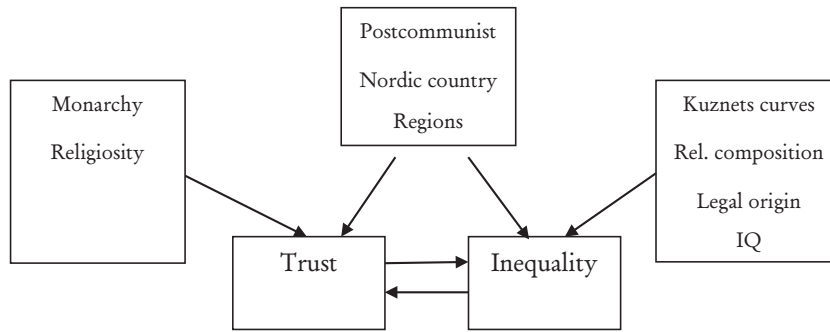 Postcommunist
Nordic country
Regions
Monarchy
Religiosity
Kuznets curves
Rel. composition
Legal origin
IQ
Trust
Inequality